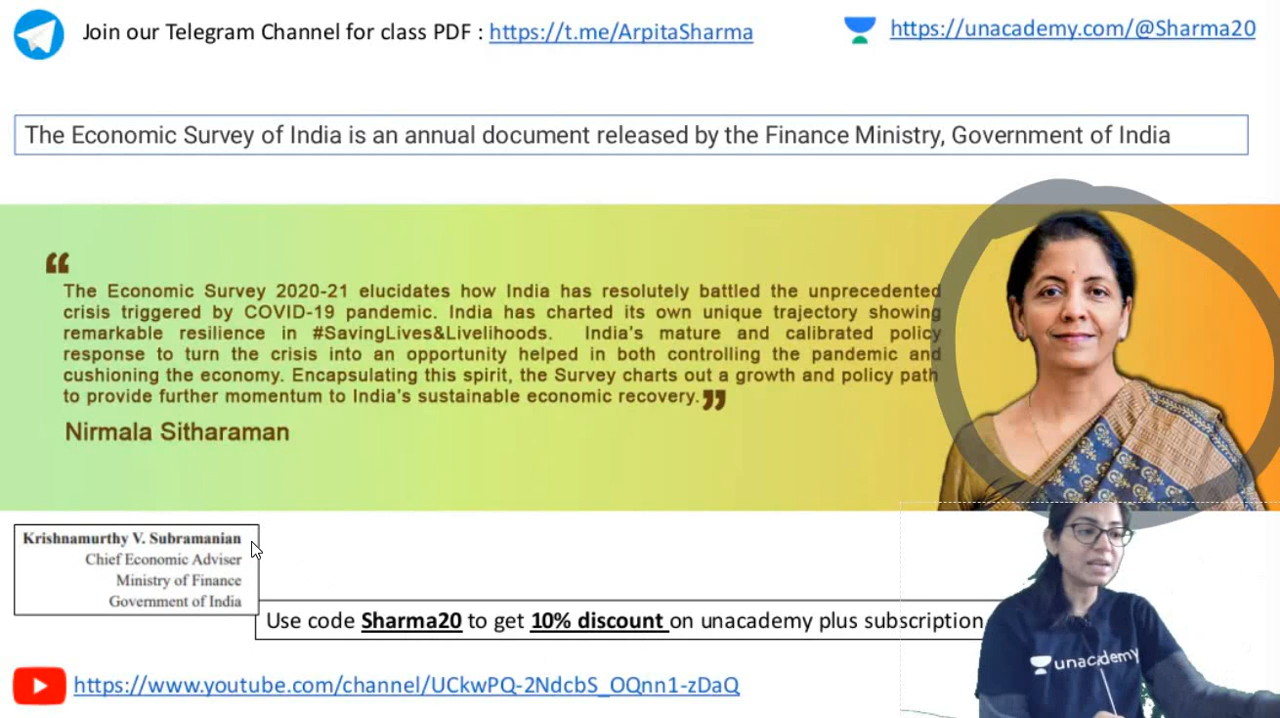 Join our Telegram Channel for class PDF : https://t.me/ArpitaSharma
https://unacademy.com/@Sharma20
The Economic Survey of India is an annual document released by the Finance Ministry, Government of India
“
The Economic Survey 2020-21 elucidates how India has resolutely battled the unprecedented
crisis triggered by COVID-19 pandemic. India has charted its own unique trajectory showing
remarkable resilience in #SavingLives&Livelihoods. India's mature and calibrated policy
response to turn the crisis into an opportunity helped in both controlling the pandemic and
cushioning the economy. Encapsulating this spirit, the Survey charts out a growth and policy path
to provide further momentum to India's sustainable economic recovery.”
Nirmala Sitharaman
Krishnamurthy V. Subramanian
Chief Economic Adviser
Ministry of Finance
Government of India
Use code Sharma20 to get 10% discount on unacademy plus subscription
unacademy
https://www.youtube.com/channel/UCkwPQ-2NdcbS_OQnn1-zDaQ